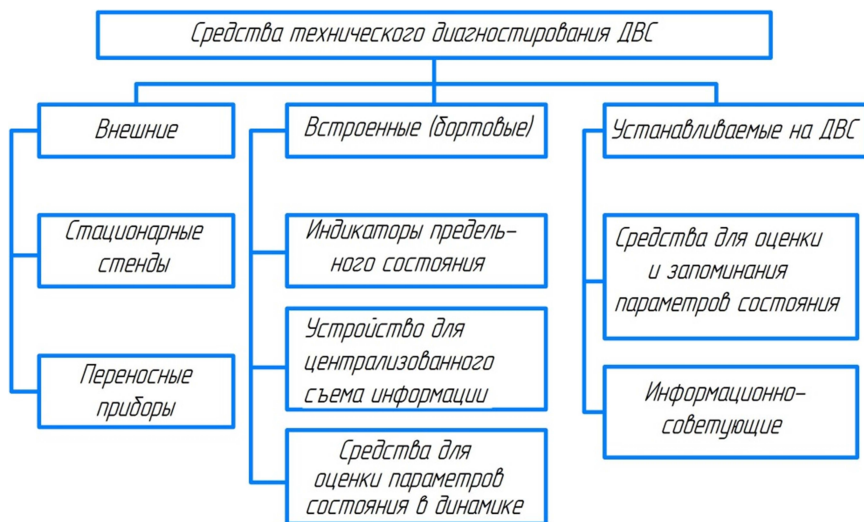 Средства технического диагностирования ДВС
Внешние
Встроенные (бортовые)
Устанавливаемые на ДВС
Стационарные
стенды
Переносные
приборы
Индикаторы предель-
ного состояния
Устройство для
централизованного
съема информации
Средства для
оценки параметров
состояния в динамике
Средства для оценки
и запоминания
параметров состояния
Информационно-
советующие